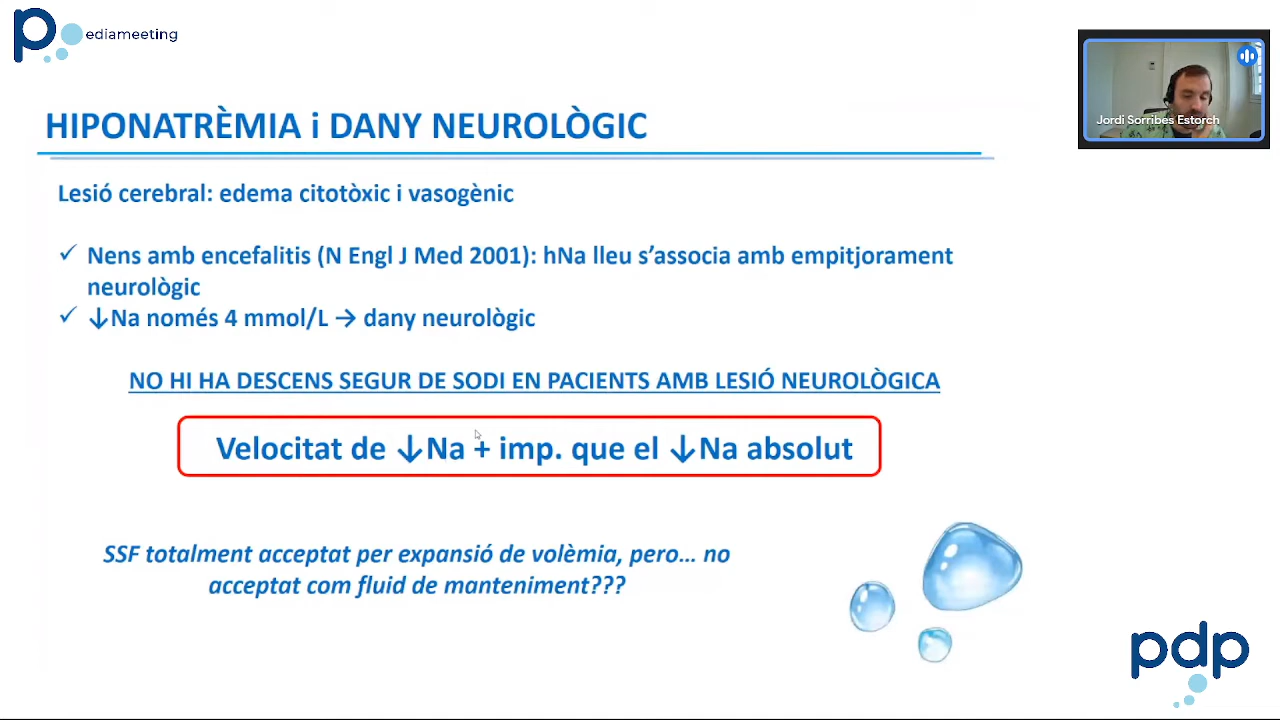 ediameeting
Jordi Sorribes Estorch
HIPONATRÈMIA i DANY NEUROLÒGIC
Lesió cerebral: edema citotòxic i vasogènic
✓ Nens amb encefalitis (N Engl J Med 2001): hNa lleu s’associa amb empitjorament
neurològic
✓ ↓Na només 4 mmol/L → dany neurològic
NO HI HA DESCENS SEGUR DE SODI EN PACIENTS AMB LESIÓ NEUROLÒGICA
Velocitat de ↓Na + imp. que el ↓Na absolut
SSF totalment acceptat per expansió de volèmia, pero... no
acceptat com fluid de manteniment???
pdp